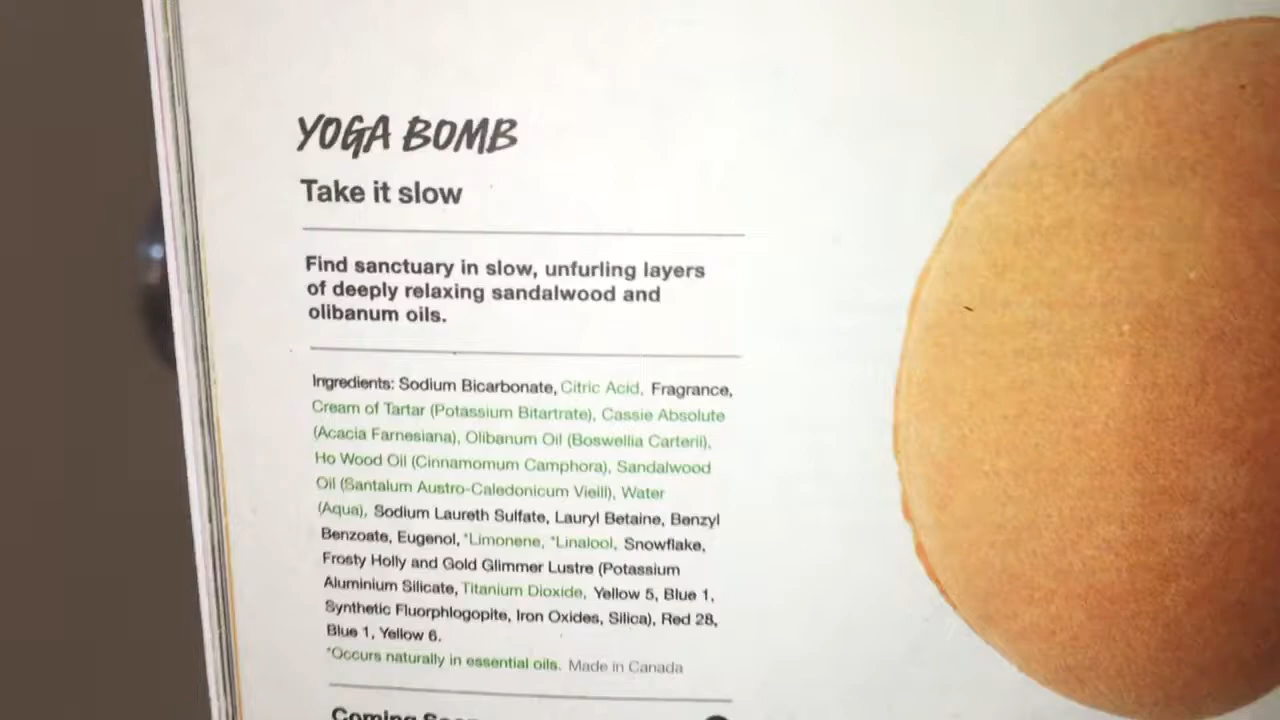 YOGA BOMB
Take it slow
Find sanctuary in slow, unfurling layers
of deeply relaxing sandalwood and
olibanum oils.
Ingredients: Sodium Bicarbonate, Citric Acid, Fragrance,
Cream of Tartar (Potassium Bitartrate), Cassie Absolute
(Acacia Farnesiana), Olibanum Oil (Boswellia Carterii),
Ho Wood Oil (Cinnamomum Camphora), Sandalwood
Oil (Santalum Austro-Caledonicum Vieill), Water
(Aqua), Sodium Laureth Sulfate, Lauryl Betaine, Benzyl
Benzoate, Eugenol, *Limonene, *Linalool, Snowflake,
Frosty Holly and Gold Glimmer Lustre (Potassium
Aluminium Silicate, Titanium Dioxide, Yellow 5, Blue 1,
Synthetic Fluorphlogopite, Iron Oxides, Silica), Red 28,
Blue 1, Yellow 6.
*Occurs naturally in essential oils. Made in Canada
Coming